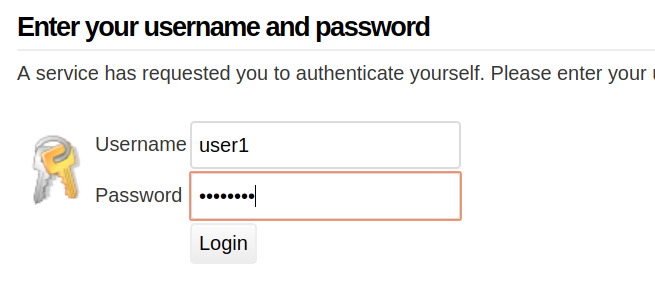 Enter your username and password
A service has requested you to authenticate yourself. Please enter your
Username user1
Password ••••••••
Login